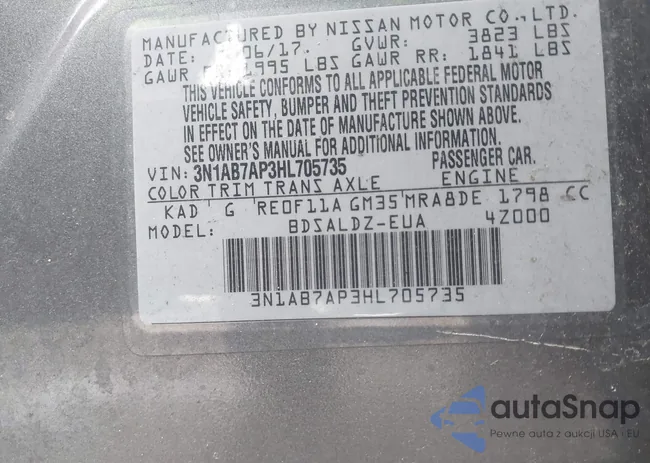 MANUFACTURED BY NISSAN MOTOR CO., LTD.
DATE: 06/17. GVWR: 3823 LBS
GAWR 1995 LBS GAWR RR: 1841 LBS
THIS VEHICLE CONFORMS TO ALL APPLICABLE FEDERAL MOTOR
VEHICLE SAFETY, BUMPER AND THEFT PREVENTION STANDARDS
IN EFFECT ON THE DATE OF MANUFACTURE SHOWN ABOVE.
SEE OWNER'S MANUAL FOR ADDITIONAL INFORMATION.
VIN: 3N1AB7AP3HL705735 PASSENGER CAR.
COLOR TRIM TRANS AXLE ENGINE
KAD G RE0F11A GM35 MRA8DE 1798 CC
MODEL: BDSALDZ-EUA 4Z000
3N1AB7AP3HL705735
autaSnap
Pewne auta z aukcji USA i EU